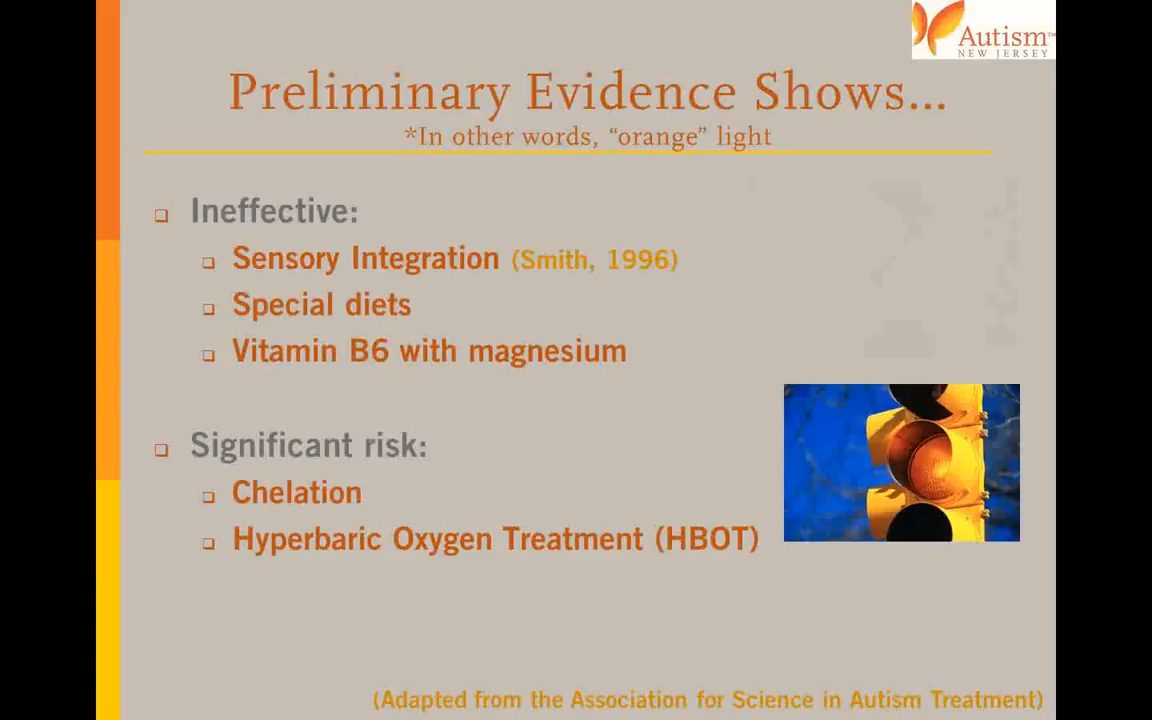 Autism™
NEW JERSEY
Preliminary Evidence Shows...
*In other words, “orange” light
Ineffective:
Sensory Integration (Smith, 1996)
Special diets
Vitamin B6 with magnesium
Significant risk:
Chelation
Hyperbaric Oxygen Treatment (HBOT)
(Adapted from the Association for Science in Autism Treatment)